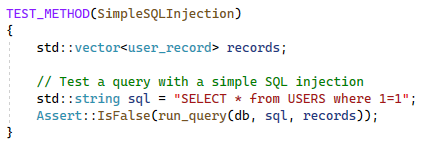 TEST_METHOD(SimpleSQLInjection)
{
    std::vector<user_record> records;

    // Test a query with a simple SQL injection
    std::string sql = "SELECT * from USERS where 1=1";
    Assert::IsFalse(run_query(db, sql, records));
}